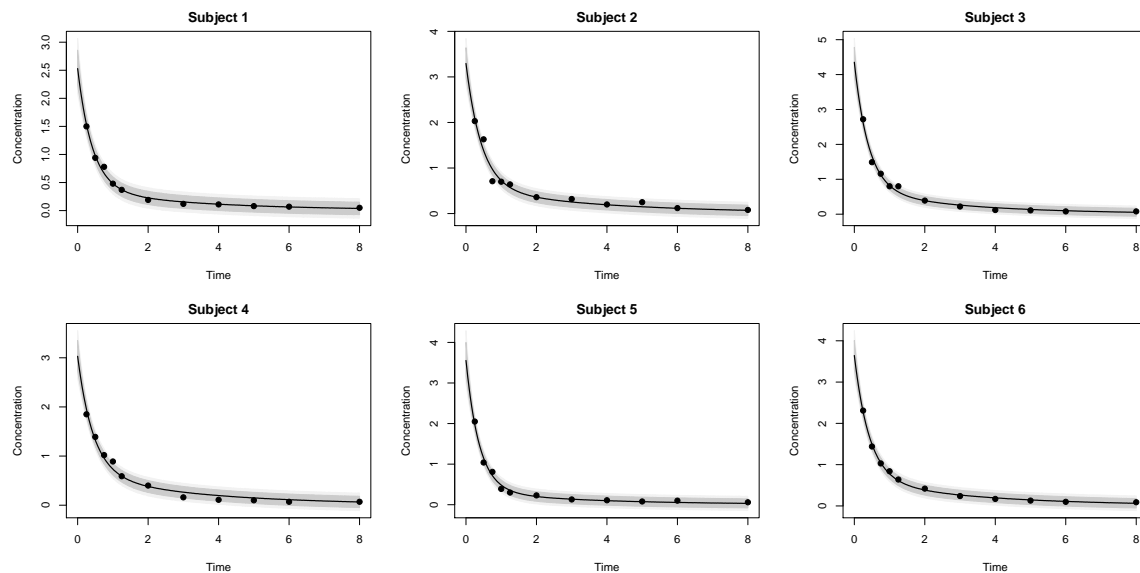 Subject 1
Subject 2
Subject 3
3.0
2.5
2.0
1.5
1.0
0.5
0.0
Concentration
0 2 4 6 8
Time
4
3
2
1
0
Concentration
0 2 4 6 8
Time
5
4
3
2
1
0
Concentration
0 2 4 6 8
Time
Subject 4
Subject 5
Subject 6
3
2
1
0
Concentration
0 2 4 6 8
Time
4
3
2
1
0
Concentration
0 2 4 6 8
Time
4
3
2
1
0
Concentration
0 2 4 6 8
Time